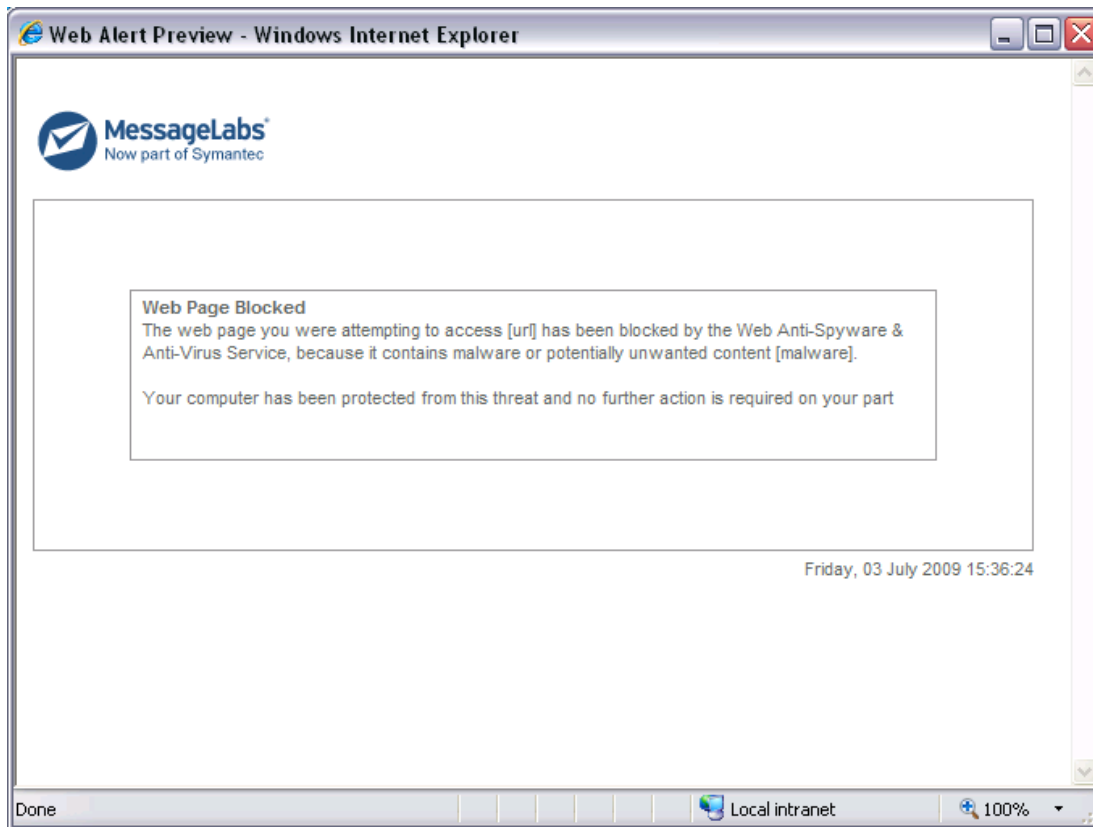 Web Alert Preview - Windows Internet Explorer
MessageLabs
Now part of Symantec
Web Page Blocked
The web page you were attempting to access [url] has been blocked by the Web Anti-Spyware &
Anti-Virus Service, because it contains malware or potentially unwanted content [malware].
Your computer has been protected from this threat and no further action is required on your part
Friday, 03 July 2009 15:36:24
Done
Local intranet
100%